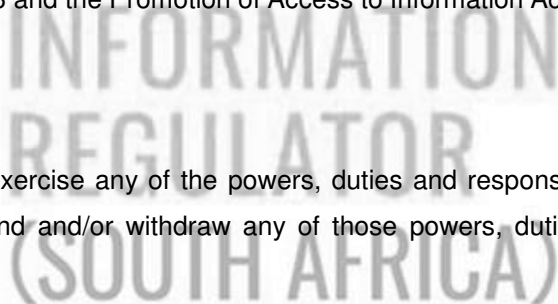 and the Promotion of Access to Information Ac
INFORMATION
REGULATOR
xercise any of the powers, duties and respons
nd and/or withdraw any of those powers, duti
(SOUTH AFRICA)